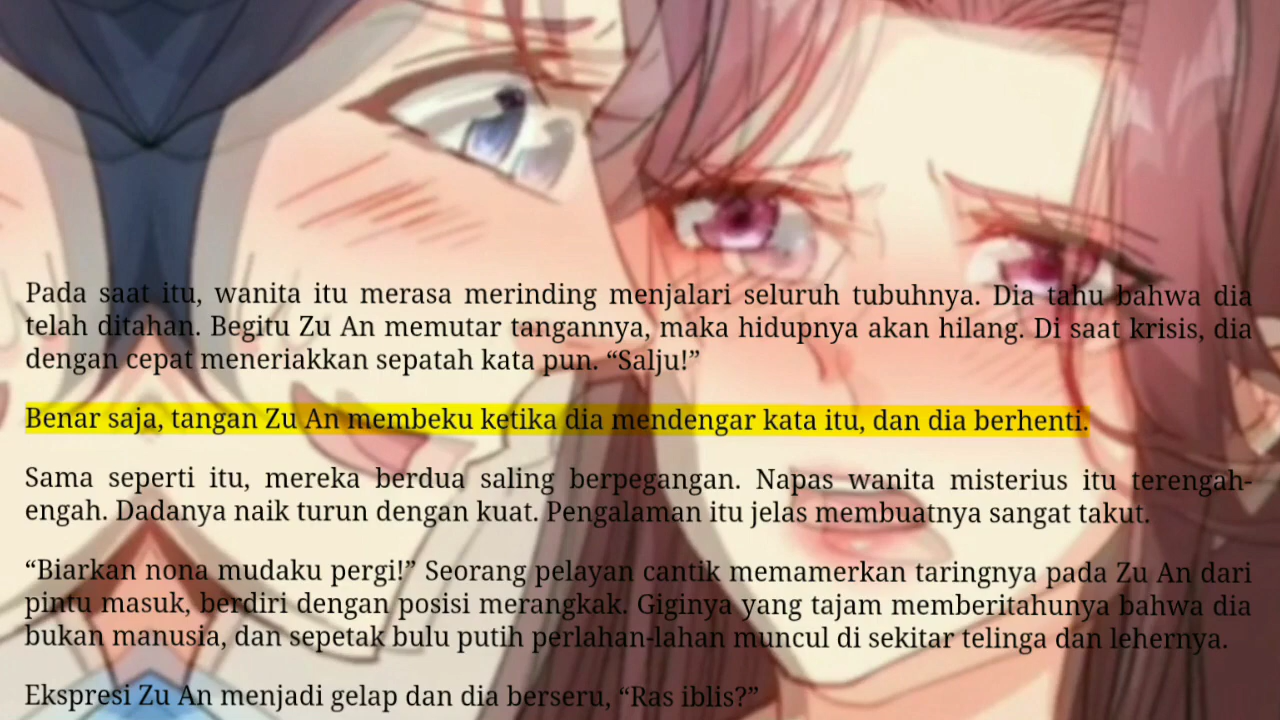 Pada saat itu, wanita itu merasa merinding menjalari seluruh tubuhnya. Dia tahu bahwa dia
telah ditahan. Begitu Zu An memutar tangannya, maka hidupnya akan hilang. Di saat krisis, dia
dengan cepat meneriakkan sepatah kata pun. “Salju!”
Benar saja, tangan Zu An membeku ketika dia mendengar kata itu, dan dia berhenti.
Sama seperti itu, mereka berdua saling berpegangan. Napas wanita misterius itu terengah-
engah. Dadanya naik turun dengan kuat. Pengalaman itu jelas membuatnya sangat takut.
“Biarkan nona mudaku pergi!” Seorang pelayan cantik memamerkan taringnya pada Zu An dari
pintu masuk, berdiri dengan posisi merangkak. Giginya yang tajam memberitahunya bahwa dia
bukan manusia, dan sepetak bulu putih perlahan-lahan muncul di sekitar telinga dan lehernya.
Ekspresi Zu An menjadi gelap dan dia berseru, “Ras iblis?”